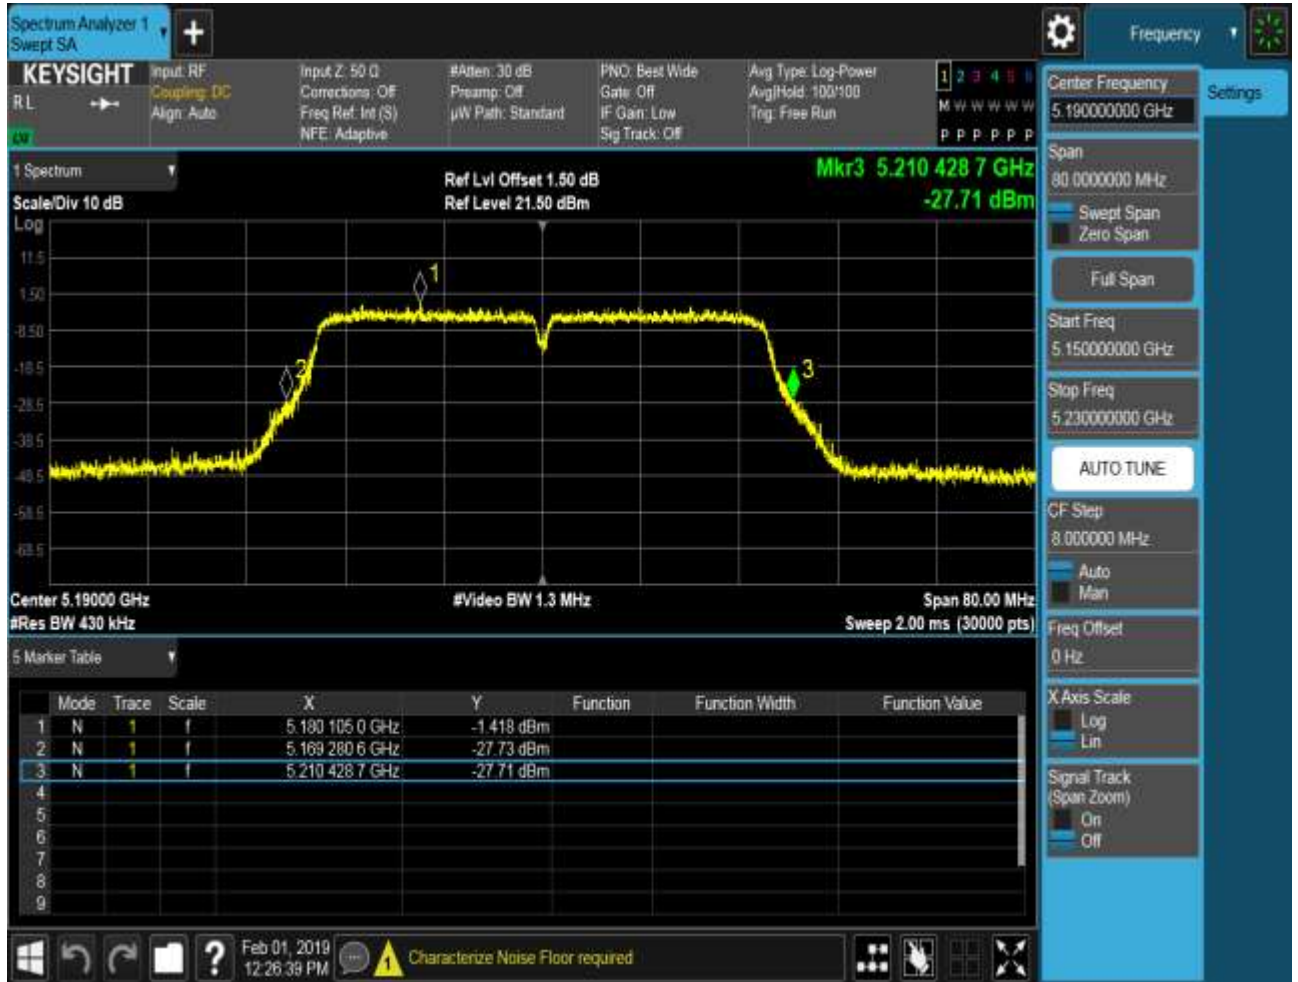 Spectrum Analyzer 1
Swept SA
Frequency
KEYSIGHT
RL
Input: RF
Coupling: DC
Align: Auto
Input Z: 50 Ω
Corrections: Off
Freq Ref: Int (S)
NFE: Adaptive
#Atten: 30 dB
Preamp: Off
µW Path: Standard
PNO: Best Wide
Gate: Off
IF Gain: Low
Sig Track: Off
Avg Type: Log-Power
Avg|Hold: 100/100
Trig: Free Run
1 2 3 4 5 6
M W W W W W
P P P P P P
1 Spectrum
Scale/Div 10 dB
Ref Lvl Offset 1.50 dB
Ref Level 21.50 dBm
Mkr3 5.210 428 7 GHz
-27.71 dBm
Log
11.5
1.50
-8.50
-18.5
-28.5
-38.5
-48.5
-58.5
-68.5
1
2
3
Center 5.19000 GHz
#Video BW 1.3 MHz
Span 80.00 MHz
#Res BW 430 kHz
Sweep 2.00 ms (30000 pts)
5 Marker Table
Mode Trace Scale X Y Function Function Width Function Value
1 N 1 f 5.180 105 0 GHz -1.418 dBm
2 N 1 f 5.169 280 6 GHz -27.73 dBm
3 N 1 f 5.210 428 7 GHz -27.71 dBm
4
5
6
7
8
9
Feb 01, 2019
12:26:39 PM
?
1
Characterize Noise Floor required
Settings
Center Frequency
5.190000000 GHz
Span
80.0000000 MHz
Swept Span
Zero Span
Full Span
Start Freq
5.150000000 GHz
Stop Freq
5.230000000 GHz
AUTO TUNE
CF Step
8.000000 MHz
Auto
Man
Freq Offset
0 Hz
X Axis Scale
Log
Lin
Signal Track
(Span Zoom)
On
Off